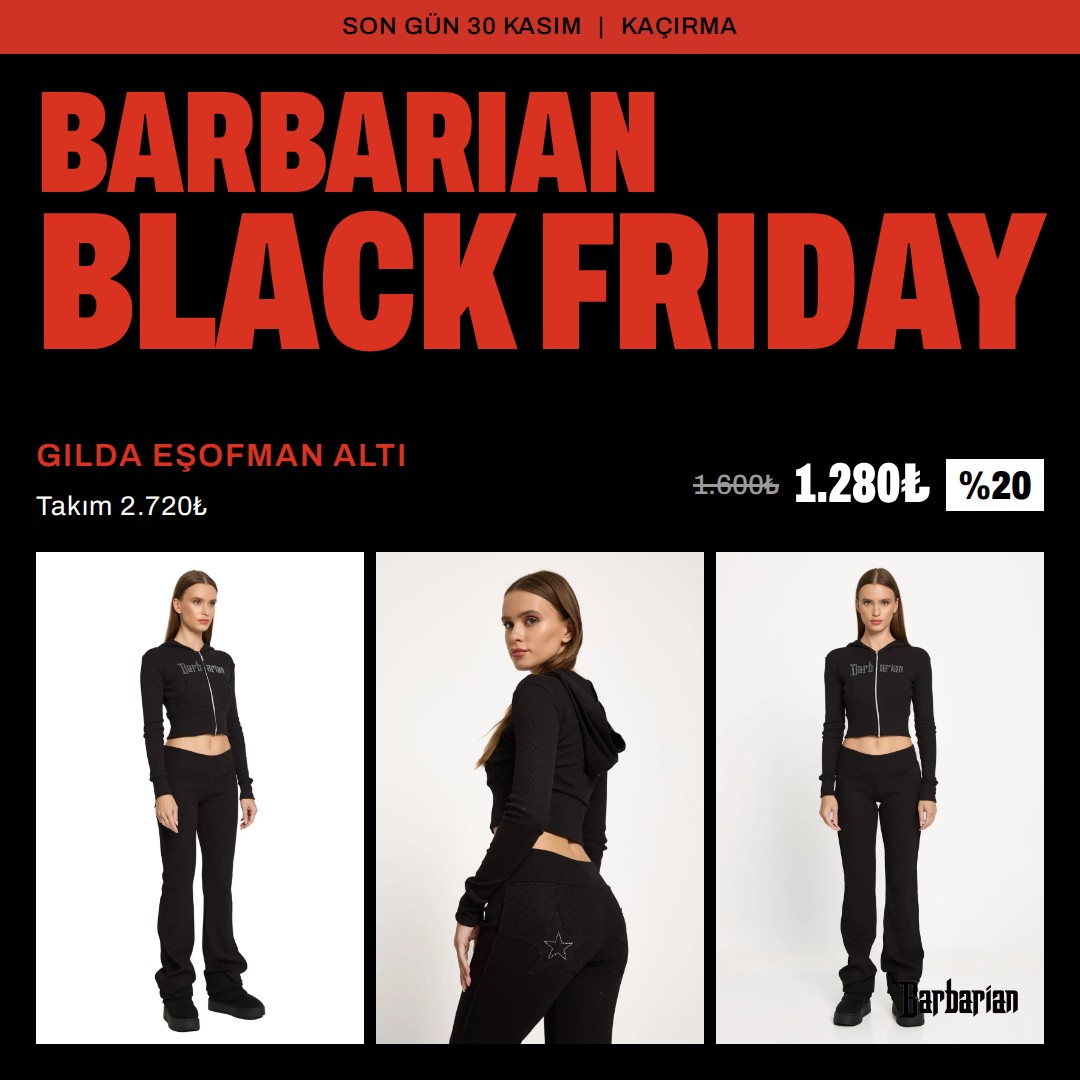 SON GÜN 30 KASIM | KAÇIRMA
BARBARIAN
BLACK FRIDAY
GILDA EŞOFMAN ALTI
Takım 2.720₺
1.600₺ 1.280₺ %20
Barbarian
Barbarian
Barbarian